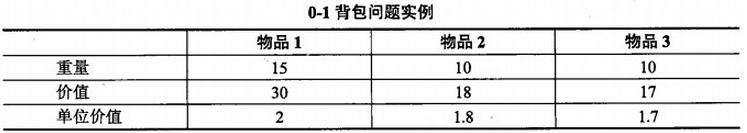 0-1 背包问题实例
物品 1 物品 2 物品 3
重量 15 10 10
价值 30 18 17
单位价值 2 1.8 1.7